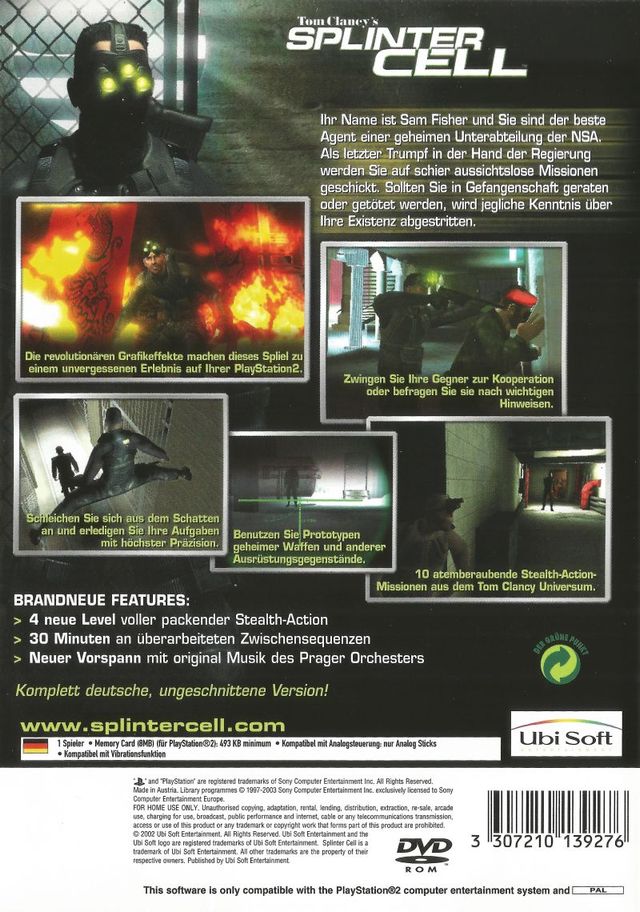 Tom Clancy's
SPLINTER
CELL
Ihr Name ist Sam Fisher und Sie sind der beste
Agent einer geheimen Unterabteilung der NSA.
Als letzter Trumpf in der Hand der Regierung
werden Sie auf schier aussichtslose Missionen
geschickt. Sollten Sie in Gefangenschaft geraten
oder getötet werden, wird jegliche Kenntnis über
Ihre Existenz abgestritten.
Die revolutionären Grafikeffekte machen dieses Spliel zu
einem unvergessenen Erlebnis auf Ihrer PlayStation2.
Zwingen Sie Ihre Gegner zur Kooperation
oder befragen Sie sie nach wichtigen
Hinweisen.
Schleichen Sie sich aus dem Schatten
an und erledigen Sie Ihre Aufgaben
mit höchster Präzision.
Benutzen Sie Prototypen
geheimer Waffen und anderer
Ausrüstungsgegenstände.
10 atemberaubende Stealth-Action-
Missionen aus dem Tom Clancy Universum.
BRANDNEUE FEATURES:
> 4 neue Level voller packender Stealth-Action
> 30 Minuten an überarbeiteten Zwischensequenzen
> Neuer Vorspann mit original Musik des Prager Orchesters
DER GRÜNE PUNKT
Komplett deutsche, ungeschnittene Version!
www.splintercell.com
Ubi Soft
ENTERTAINMENT
1 Spieler • Memory Card (8MB) (für PlayStation®2): 493 KB minimum • Kompatibel mit Analogsteuerung: nur Analog Sticks
• Kompatibel mit Vibrationsfunktion
" and "PlayStation" are registered trademarks of Sony Computer Entertainment Inc. All Rights Reserved.
Made in Austria. Library programmes © 1997-2003 Sony Computer Entertainment Inc. exclusively licensed to Sony
Computer Entertainment Europe.
FOR HOME USE ONLY. Unauthorised copying, adaptation, rental, lending, distribution, extraction, re-sale, arcade
use, charging for use, broadcast, public performance and internet, cable or any telecommunications transmission,
access or use of this product or any trademark or copyright work that forms part of this product are prohibited.
© 2002 Ubi Soft Entertainment. All Rights Reserved. Ubi Soft Entertainment and the
Ubi Soft logo are registered trademarks of Ubi Soft Entertainment. Splinter Cell is a
trademark of Ubi Soft Entertainment. All other trademarks are the property of their
respective owners. Published by Ubi Soft Entertainment.
DVD
ROM
3 307210 139276
This software is only compatible with the PlayStation®2 computer entertainment system and PAL